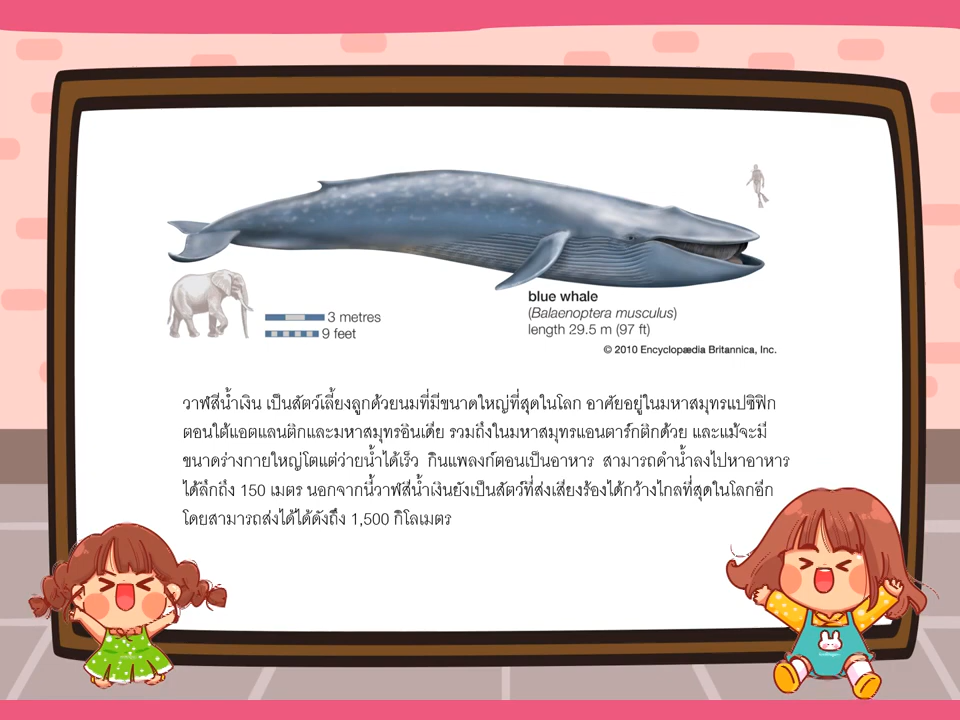 3 metres
9 feet
blue whale
(Balaenoptera musculus)
length 29.5 m (97 ft)
© 2010 Encyclopædia Britannica, Inc.
วาฬสีน้ำเงิน เป็นสัตว์เลี้ยงลูกด้วยนมที่มีขนาดใหญ่ที่สุดในโลก อาศัยอยู่ในมหาสมุทรแปซิฟิก
ตอนใต้แอตแลนติกและมหาสมุทรอินเดีย รวมถึงในมหาสมุทรแอนตาร์กติกด้วย และแม้จะมี
ขนาดร่างกายใหญ่โตแต่ว่ายน้ำได้เร็ว กินแพลงก์ตอนเป็นอาหาร สามารถดำน้ำลงไปหาอาหาร
ได้ลึกถึง 150 เมตร นอกจากนี้วาฬสีน้ำเงินยังเป็นสัตว์ที่ส่งเสียงร้องได้กว้างไกลที่สุดในโลกอีก
โดยสามารถส่งได้ได้ดังถึง 1,500 กิโลเมตร